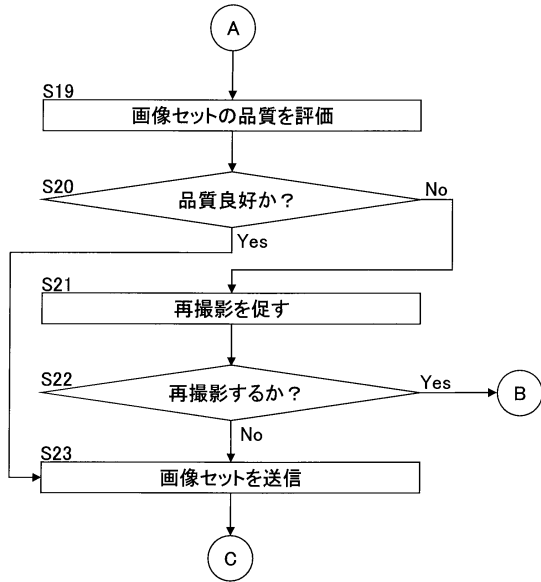 A
S19
画像セットの品質を評価
S20
品質良好か？
No
Yes
S21
再撮影を促す
S22
再撮影するか？
Yes
B
No
S23
画像セットを送信
C